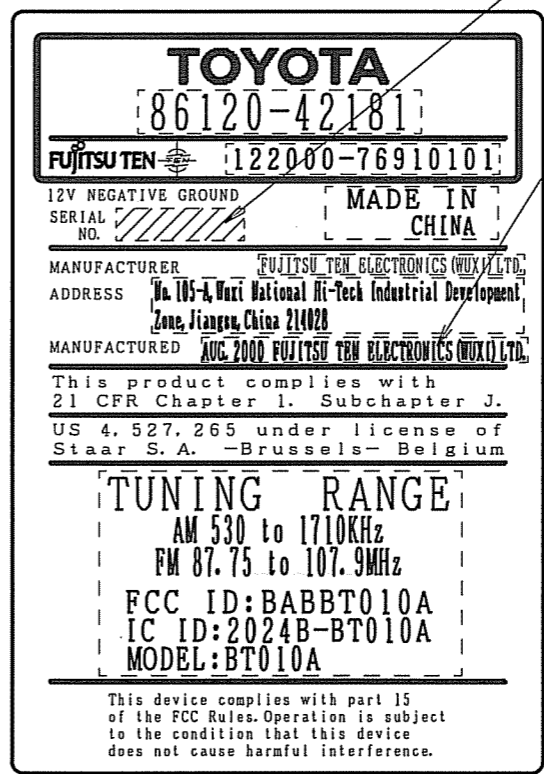 TOYOTA
86120-42181
FUJITSU TEN TEN 122000-76910101
12V NEGATIVE GROUND
SERIAL NO.
MADE IN CHINA
MANUFACTURER FUJITSU TEN ELECTRONICS (WUXI) LTD.
ADDRESS No. 105-A, Wuxi National Hi-Teck Industrial Development
Zone, Jiangsu, China 214028
MANUFACTURED AUG. 2000 FUJITSU TEN ELECTRONICS (WUXI) LTD.
This product complies with
21 CFR Chapter 1. Subchapter J.
US 4, 527, 265 under license of
Staar S. A. -Brussels- Belgium
TUNING RANGE
AM 530 to 1710KHz
FM 87.75 to 107.9MHz
FCC ID:BABBT010A
IC ID:2024B-BT010A
MODEL:BT010A
This device complies with part 15
of the FCC Rules. Operation is subject
to the condition that this device
does not cause harmful interference.